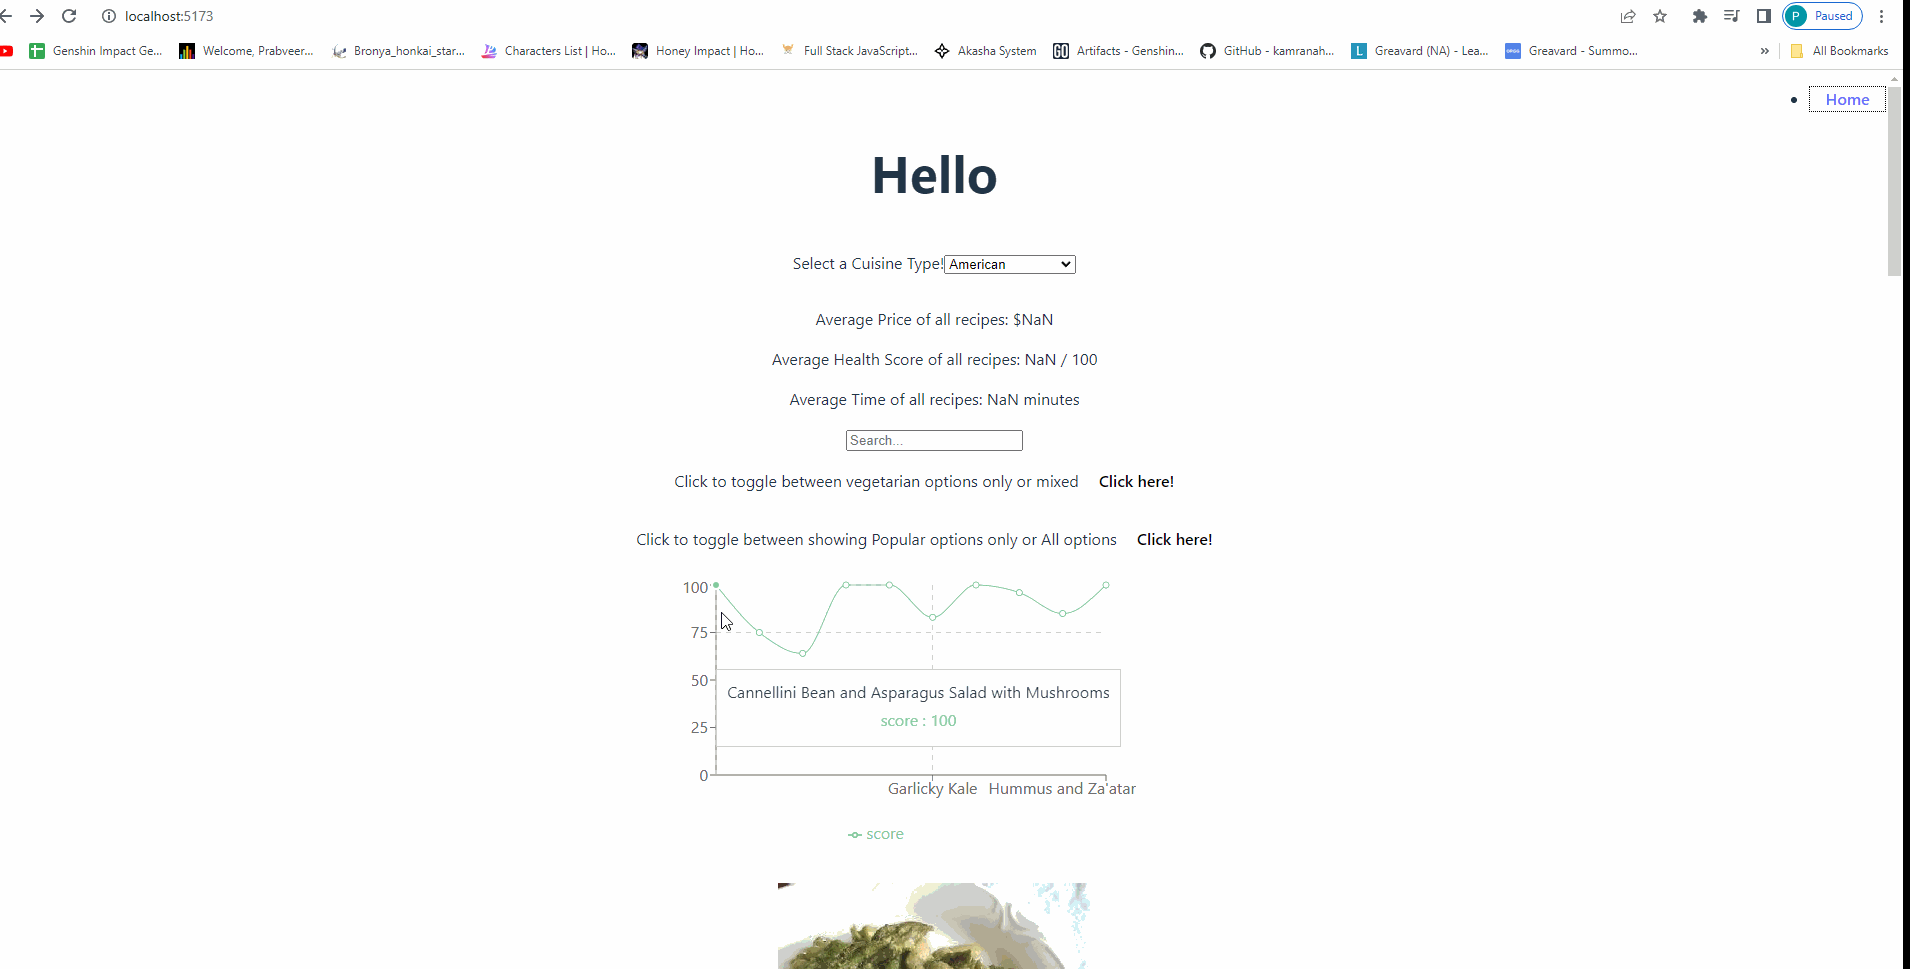 localhost:5173
P Paused
Genshin Impact Ge... Welcome, Prabveer... Bronya_honkai_star... Characters List | Ho... Honey Impact | Ho... Full Stack JavaScript... Akasha System GO Artifacts - Genshin... GitHub - kamranah... L Greavard (NA) - Lea... OP.GG Greavard - Summo... » All Bookmarks
• Home
Hello
Select a Cuisine Type! American
Average Price of all recipes: $NaN
Average Health Score of all recipes: NaN / 100
Average Time of all recipes: NaN minutes
Search...
Click to toggle between vegetarian options only or mixed Click here!
Click to toggle between showing Popular options only or All options Click here!
100
75
50
Cannellini Bean and Asparagus Salad with Mushrooms
score : 100
25
0
Garlicky Kale Hummus and Za'atar
score